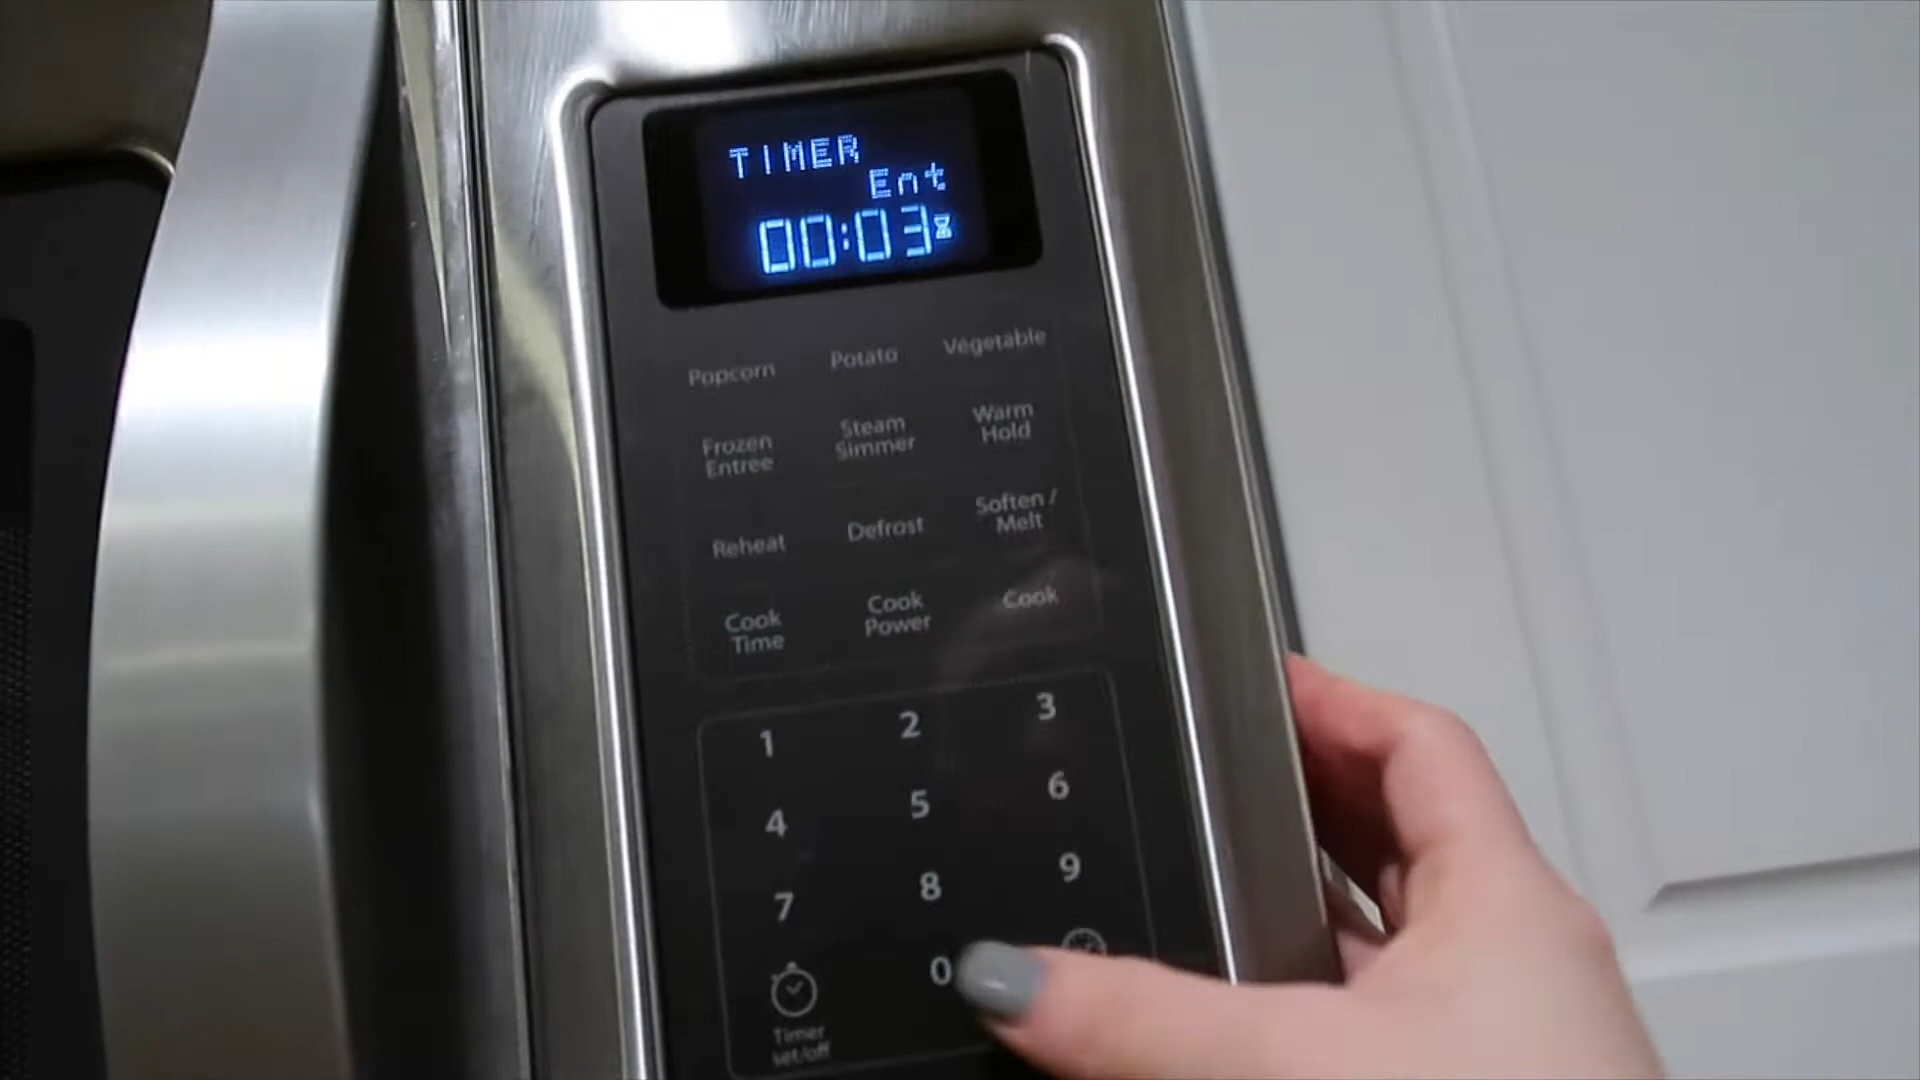 TIMER
Ent
00:03
Popcorn
Potato
Vegetable
Frozen
Entree
Steam
Simmer
Warm
Hold
Reheat
Defrost
Soften /
Melt
Cook
Time
Cook
Power
Cook
1 2 3
4 5 6
7 8 9
0
Timer
set/off